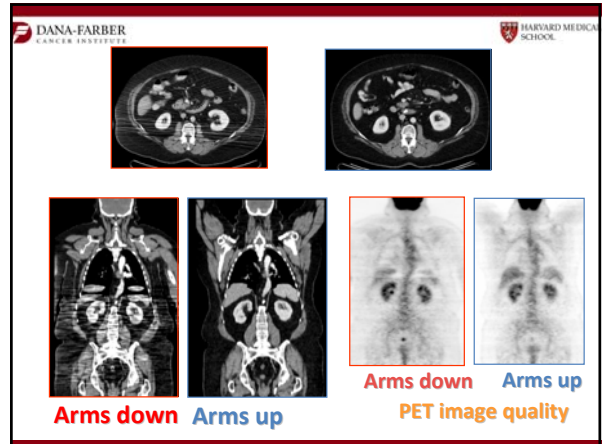 DANA-FARBER
CANCER INSTITUTE
HARVARD MEDICAL
SCHOOL
Arms down
Arms up
Arms down
Arms up
PET image quality